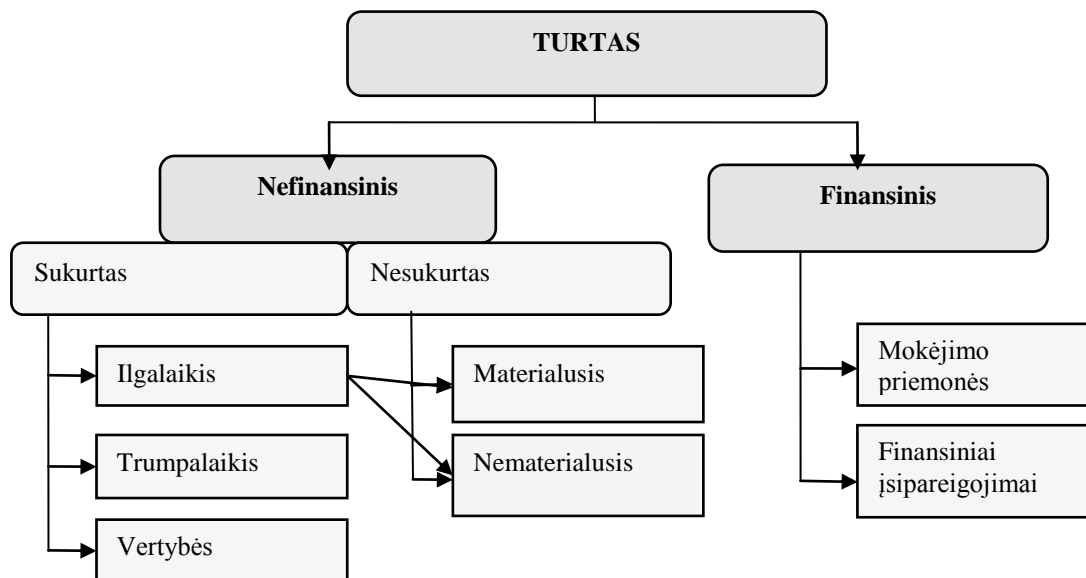 TURTAS
Nefinansinis
Finansinis
Sukurtas
Nesukurtas
Ilgalaikis
Materialusis
Mokėjimo
priemonės
Trumpalaikis
Nematerialusis
Finansiniai
įsipareigojimai
Vertybės